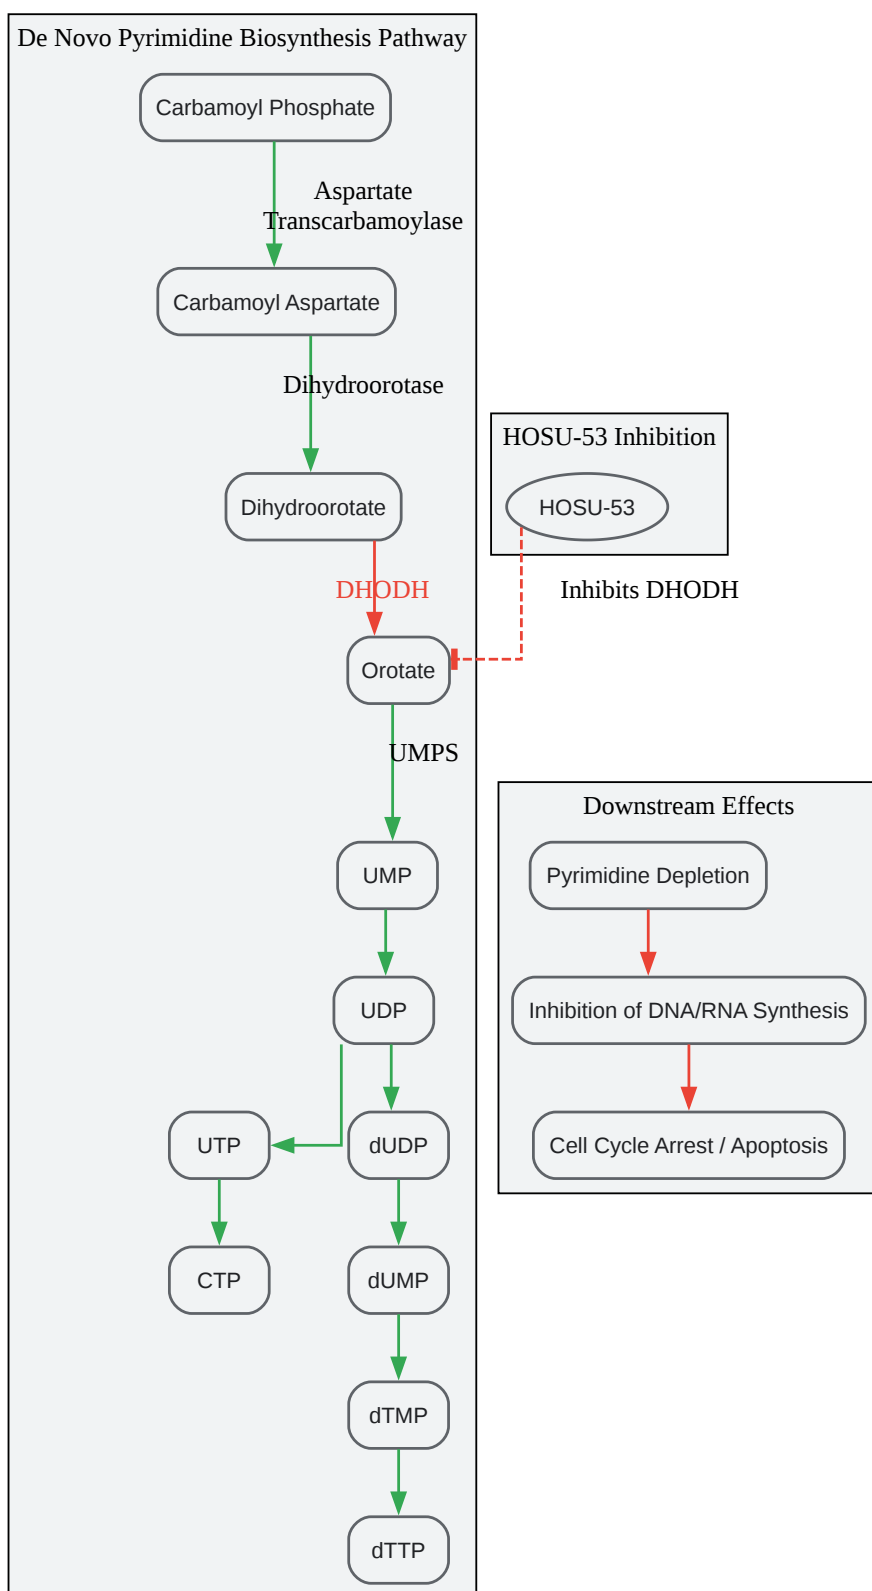 De Novo Pyrimidine Biosynthesis Pathway
Carbamoyl Phosphate
Aspartate
Transcarbamoylase
Carbamoyl Aspartate
Dihydroorotase
Dihydroorotate
DHODH
Orotate
UMPS
UMP
UDP
UTP
dUDP
CTP
dUMP
dTMP
dTTP
HOSU-53 Inhibition
HOSU-53
Inhibits DHODH
Downstream Effects
Pyrimidine Depletion
Inhibition of DNA/RNA Synthesis
Cell Cycle Arrest / Apoptosis